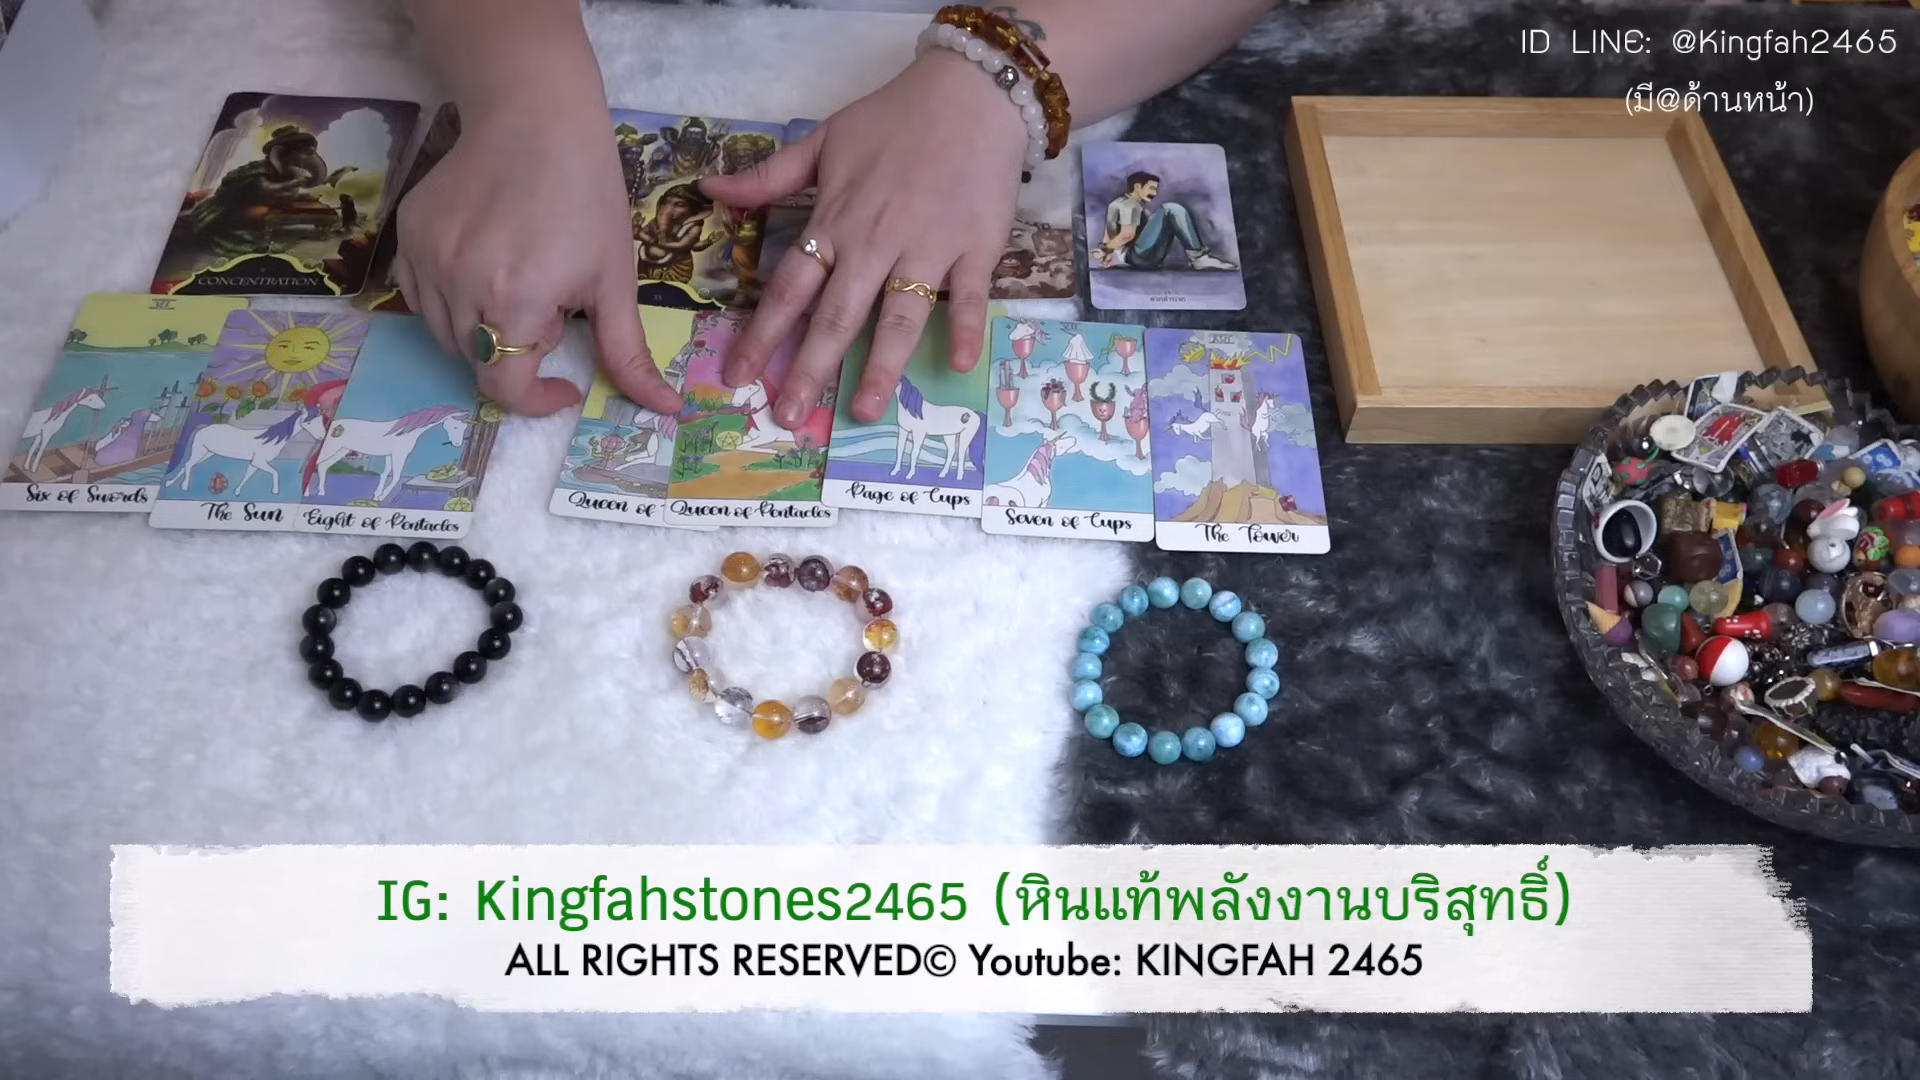 ID LINE: @Kingfah2465
(มี@ด้านหน้า)
CONCENTRATION
Six of Swords
The Sun
Eight of Pentacles
Queen of
Queen of Pentacles
Page of Cups
Seven of Cups
The Tower
IG: Kingfahstones2465 (หินแท้พลังงานบริสุทธิ์)
ALL RIGHTS RESERVED© Youtube: KINGFAH 2465